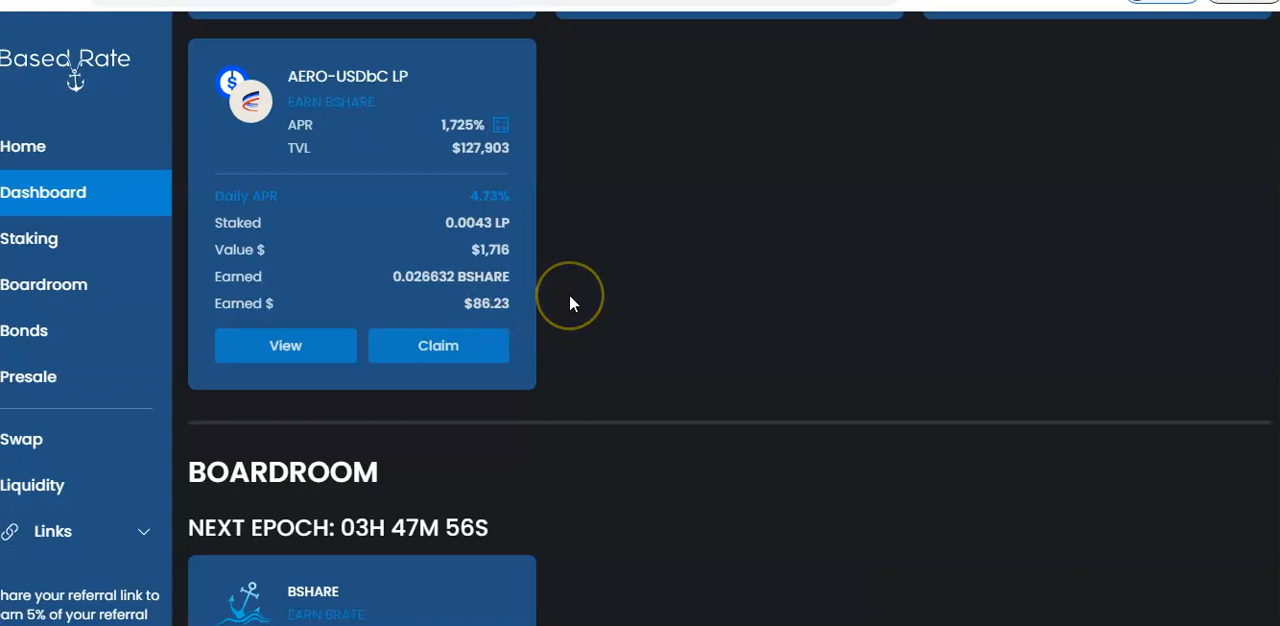 Based Rate
Home
Dashboard
Staking
Boardroom
Bonds
Presale
Swap
Liquidity
Links
hare your referral link to
arn 5% of your referral
AERO-USDbC LP
EARN BSHARE
APR 1,725%
TVL $127,903
Daily APR 4.73%
Staked 0.0043 LP
Value $ $1,716
Earned 0.026632 BSHARE
Earned $ $86.23
View Claim
BOARDROOM
NEXT EPOCH: 03H 47M 56S
BSHARE
EARN BRATE